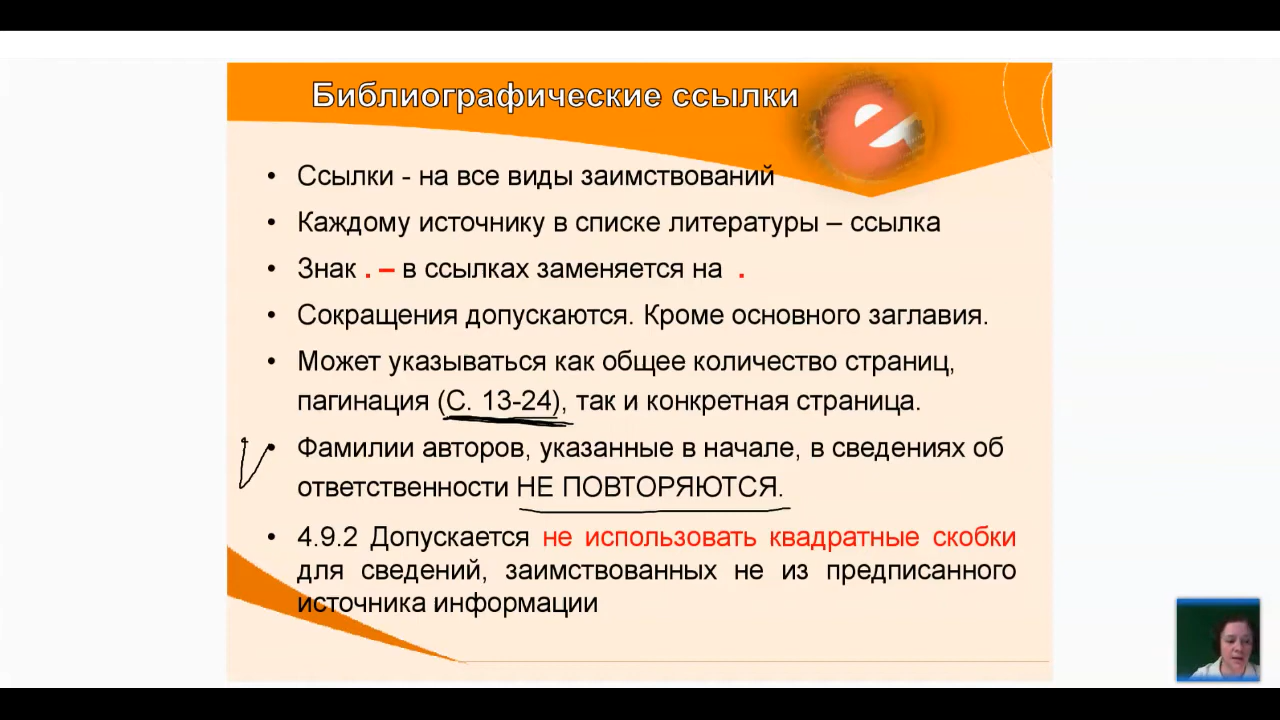 Библиографические ссылки
• Ссылки - на все виды заимствований
• Каждому источнику в списке литературы – ссылка
• Знак . – в ссылках заменяется на .
• Сокращения допускаются. Кроме основного заглавия.
• Может указываться как общее количество страниц,
пагинация (С. 13-24), так и конкретная страница.
• Фамилии авторов, указанные в начале, в сведениях об
ответственности НЕ ПОВТОРЯЮТСЯ.
• 4.9.2 Допускается не использовать квадратные скобки
для сведений, заимствованных не из предписанного
источника информации